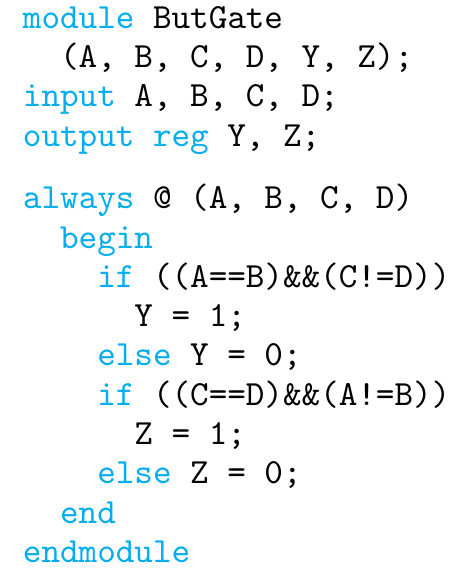 module ButGate
(A, B, C, D, Y, Z);
input A, B, C, D;
output reg Y, Z;
always @ (A, B, C, D)
begin
if ((A==B)&&(C!=D))
Y = 1;
else Y = 0;
if ((C==D)&&(A!=B))
Z = 1;
else Z = 0;
end
endmodule